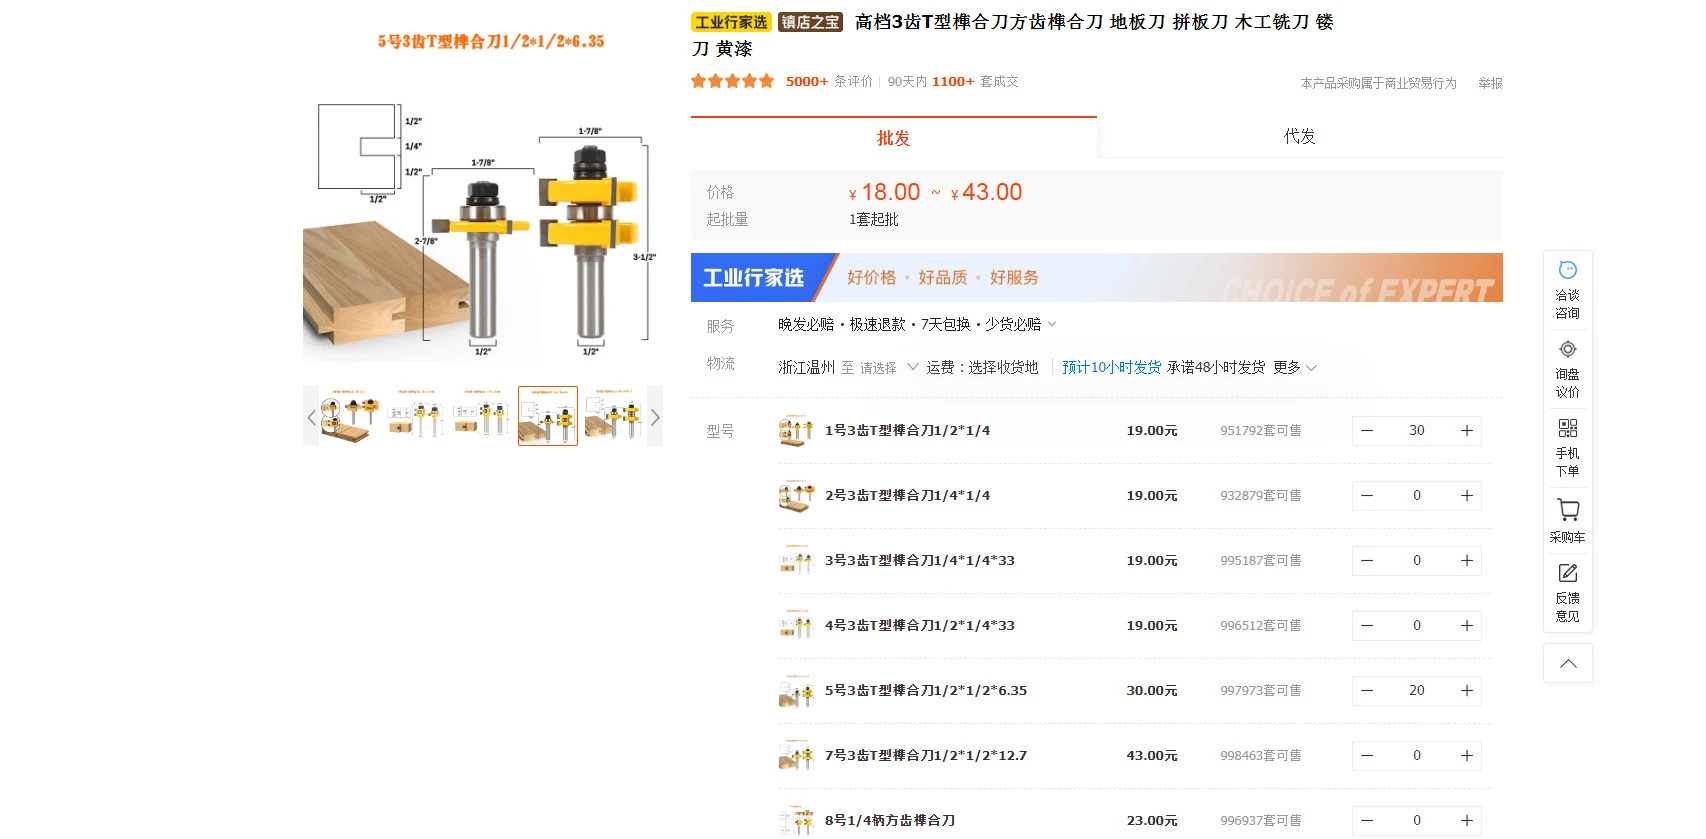 5号3齿T型榫合刀1/2*1/2*6.35
1/2"
1/4"
1/2"
1/2"
1-7/8"
2-7/8"
1/2"
1-7/8"
3-1/2"
1/2"
工业行家选 镇店之宝 高档3齿T型榫合刀方齿榫合刀 地板刀 拼板刀 木工铣刀 镂
刀 黄漆
5000+ 条评价 90天内 1100+ 套成交
本产品采购属于商业贸易行为 举报
批发 代发
价格 ¥ 18.00 ~ ¥ 43.00
起批量 1套起批
工业行家选 好价格 · 好品质 · 好服务 CHOICE of EXPERT
服务 晚发必赔 · 极速退款 · 7天包换 · 少货必赔
物流 浙江温州 至 请选择 运费：选择收货地 预计10小时发货 承诺48小时发货 更多
型号
1号3齿T型榫合刀1/2*1/4 19.00元 951792套可售 30
2号3齿T型榫合刀1/4*1/4 19.00元 932879套可售 0
3号3齿T型榫合刀1/4*1/4*33 19.00元 995187套可售 0
4号3齿T型榫合刀1/2*1/4*33 19.00元 996512套可售 0
5号3齿T型榫合刀1/2*1/2*6.35 30.00元 997973套可售 20
7号3齿T型榫合刀1/2*1/2*12.7 43.00元 998463套可售 0
8号1/4柄方齿榫合刀 23.00元 996937套可售 0
洽谈
咨询
询盘
议价
手机
下单
采购车
反馈
意见